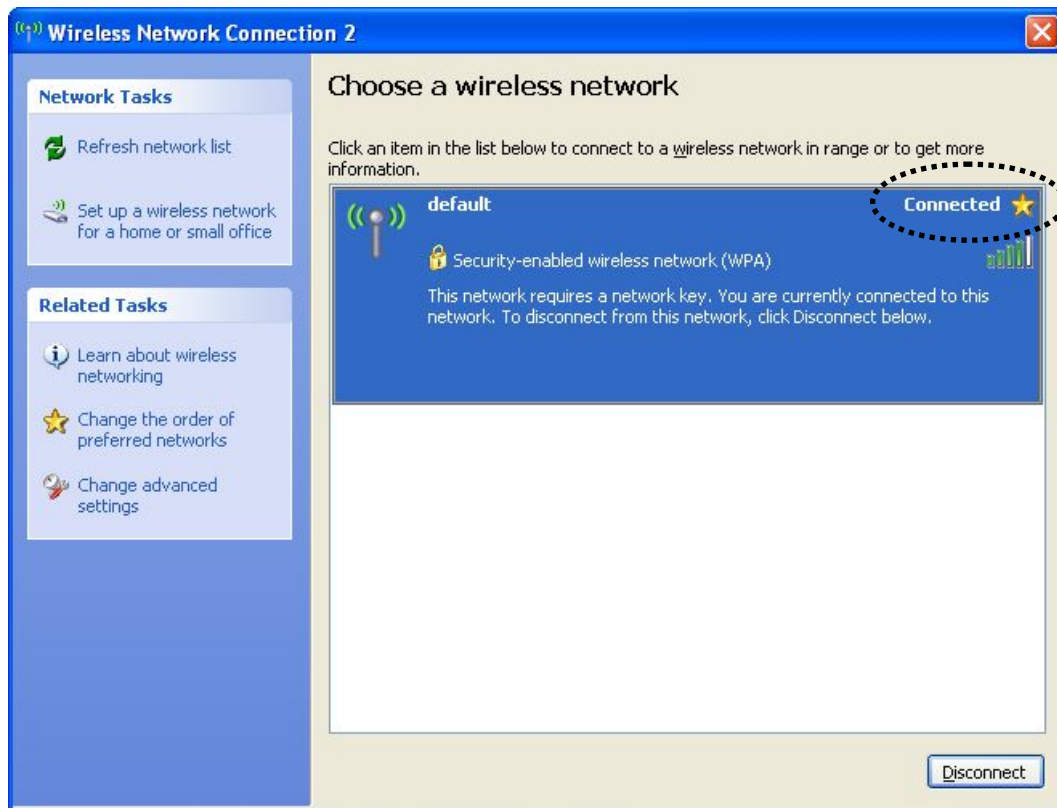 Wireless Network Connection 2
Network Tasks
Refresh network list
Set up a wireless network
for a home or small office
Related Tasks
Learn about wireless
networking
Change the order of
preferred networks
Change advanced
settings
Choose a wireless network
Click an item in the list below to connect to a wireless network in range or to get more
information.
default
Connected
Security-enabled wireless network (WPA)
This network requires a network key. You are currently connected to this
network. To disconnect from this network, click Disconnect below.
Disconnect